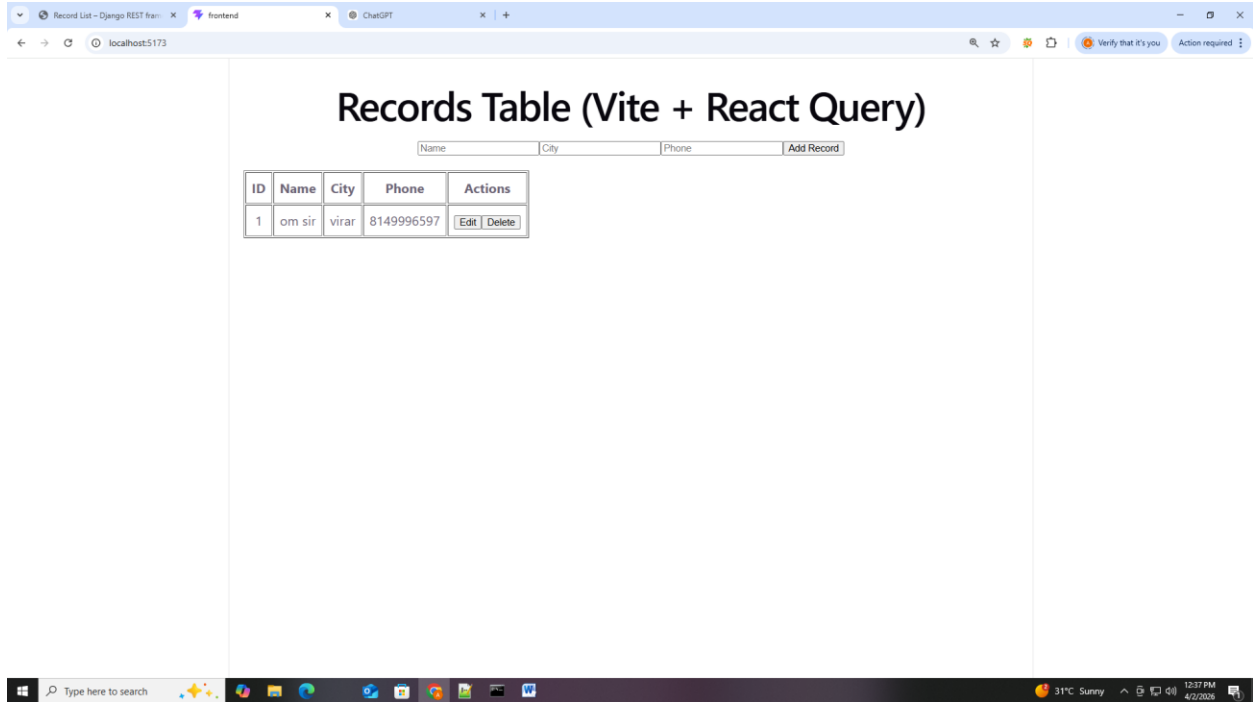 Record List – Django REST fram
frontend
ChatGPT
localhost:5173
Verify that it's you
Action required
Records Table (Vite + React Query)
Name City Phone Add Record
ID Name City Phone Actions
1 om sir virar 8149996597 Edit Delete
Type here to search
31°C Sunny
12:37 PM
4/2/2026